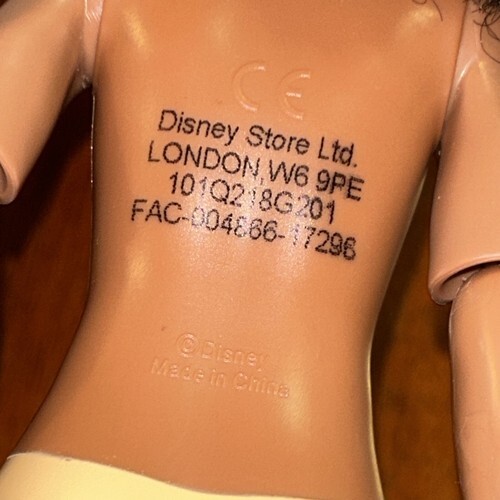 CE
Disney Store Ltd.
LONDON W6 9PE
101Q218G201
FAC-004866-17296
©Disney
Made in China